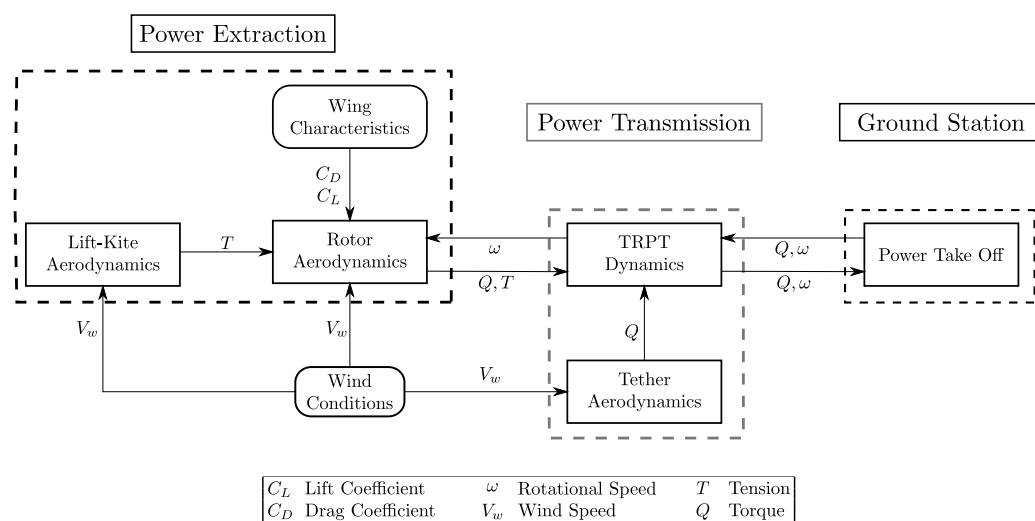 Power Extraction
Wing
Characteristics
Power Transmission
Ground Station
C_D
C_L
Lift-Kite
Aerodynamics
T
Rotor
Aerodynamics
ω
Q, T
TRPT
Dynamics
Q, ω
Q, ω
Power Take Off
V_w
V_w
Q
Wind
Conditions
V_w
Tether
Aerodynamics
C_L Lift Coefficient ω Rotational Speed T Tension
C_D Drag Coefficient V_w Wind Speed Q Torque